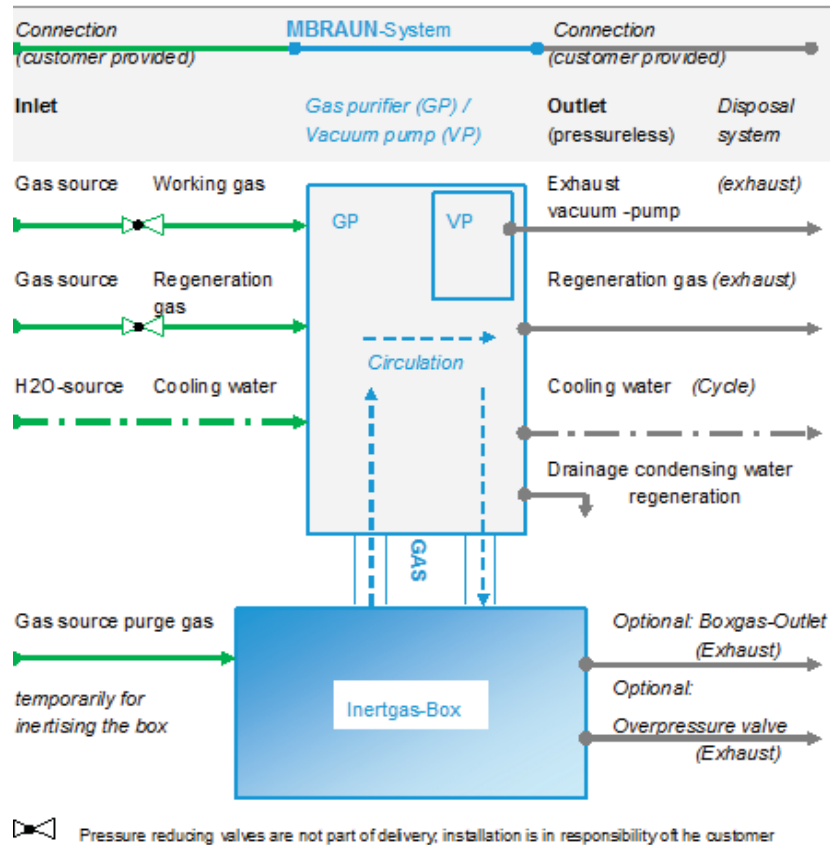 Connection MBRAUN-System Connection
(customer provided) (customer provided)
Inlet Gas purifier (GP) / Outlet Disposal
Vacuum pump (VP) (pressureless) system
Gas source Working gas Exhaust (exhaust)
vacuum -pump
GP VP
Gas source Regeneration Regeneration gas (exhaust)
gas
Circulation
H2O-source Cooling water Cooling water (Cycle)
Drainage condensing water
regeneration
GAS
Gas source purge gas Optional: Boxgas-Outlet
(Exhaust)
temporarily for Optional:
inertising the box Inertgas-Box Overpressure valve
(Exhaust)
Pressure reducing valves are not part of delivery; installation is in responsibility oft he customer